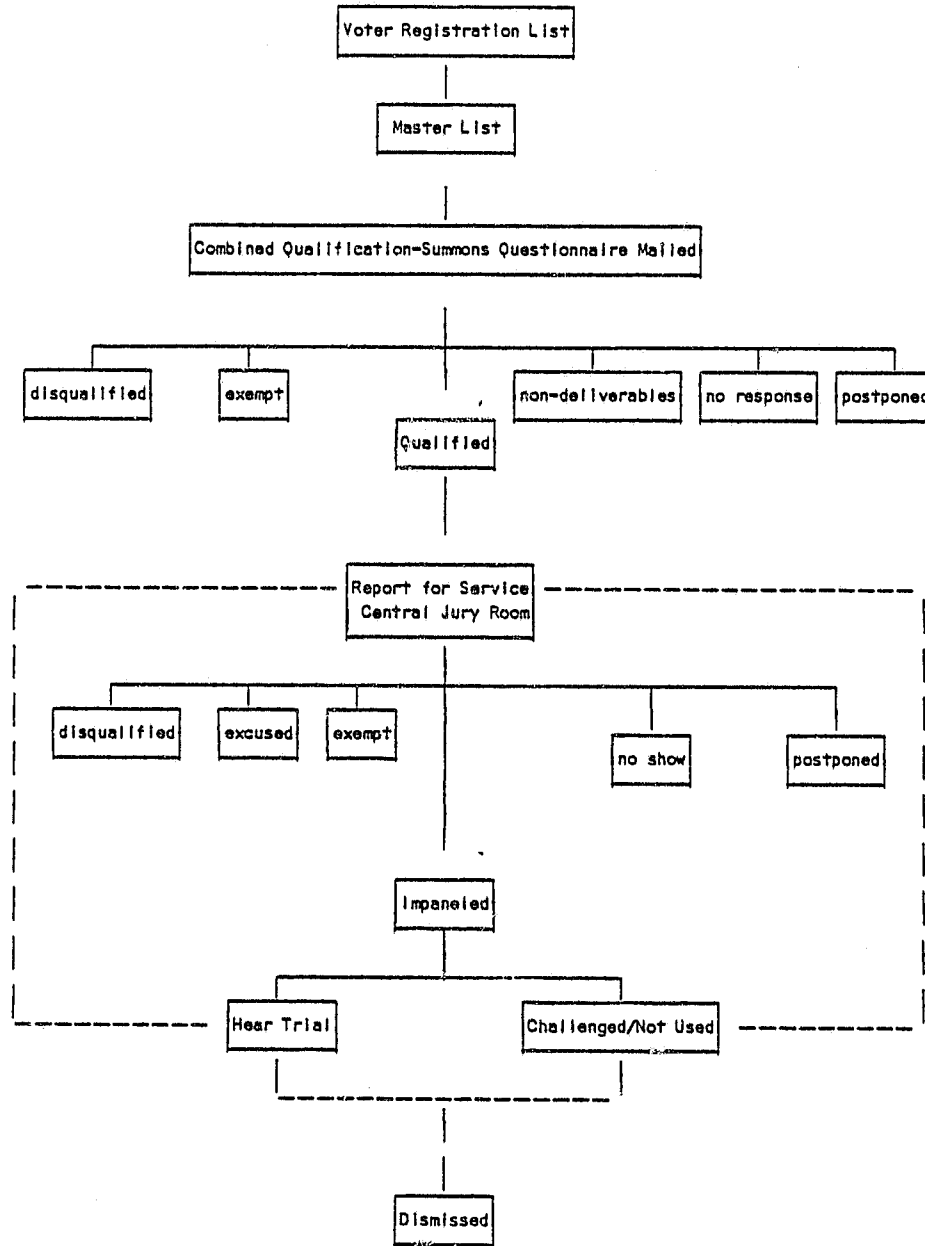 Voter Registration List
Master List
Combined Qualification-Summons Questionnaire Mailed
disqualified
exempt
non-deliverables
no response
postponed
Qualified
Report for Service
Central Jury Room
disqualified
excused
exempt
no show
postponed
Impaneled
Hear Trial
Challenged/Not Used
Dismissed